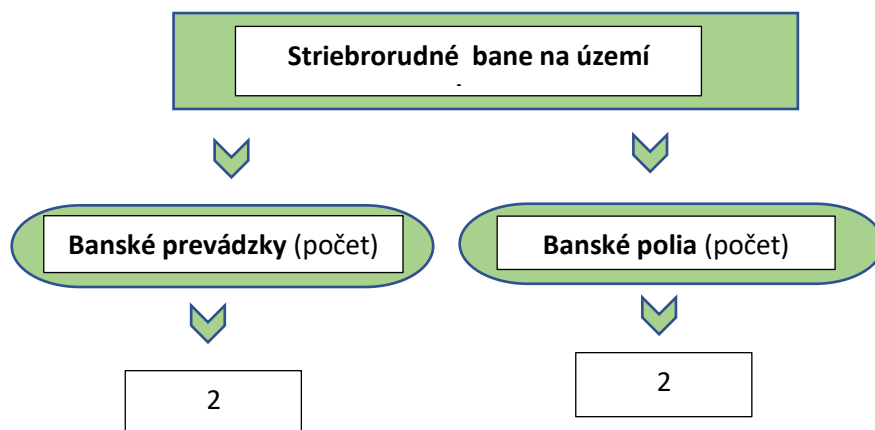 Striebrorudné bane na území
-
Banské prevádzky (počet)
Banské polia (počet)
2
2